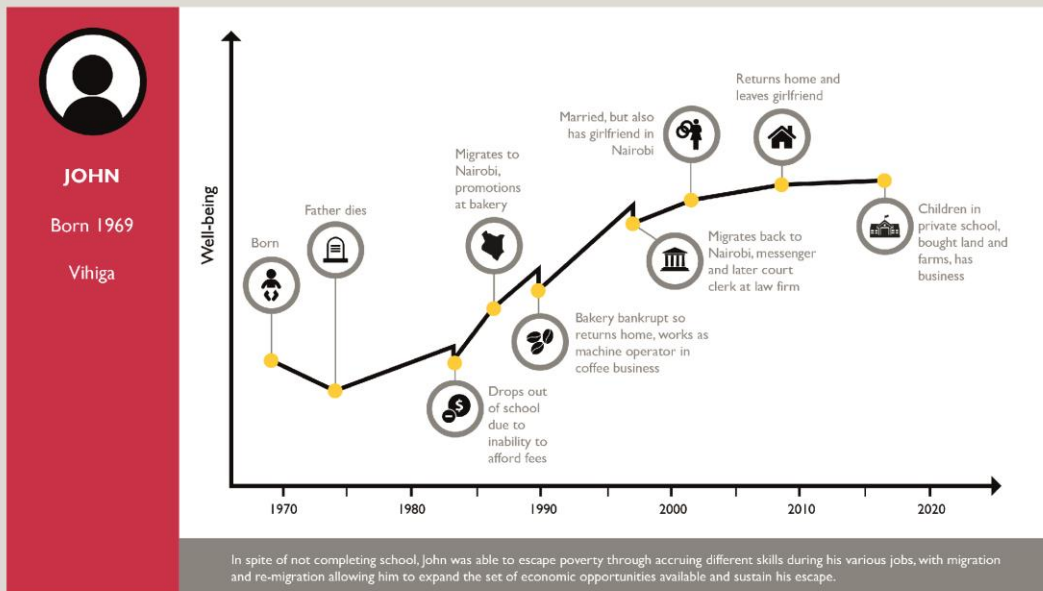 JOHN
Born 1969
Vihiga
Well-being
Born
Father dies
Migrates to
Nairobi,
promotions
at bakery
Drops out
of school
due to
inability to
afford fees
Bakery bankrupt so
returns home, works as
machine operator in
coffee business
Married, but also
has girlfriend in
Nairobi
Migrates back to
Nairobi, messenger
and later court
clerk at law firm
Returns home and
leaves girlfriend
Children in
private school,
bought land and
farms, has
business
$
1970 1980 1990 2000 2010 2020
In spite of not completing school, John was able to escape poverty through accruing different skills during his various jobs, with migration
and re-migration allowing him to expand the set of economic opportunities available and sustain his escape.